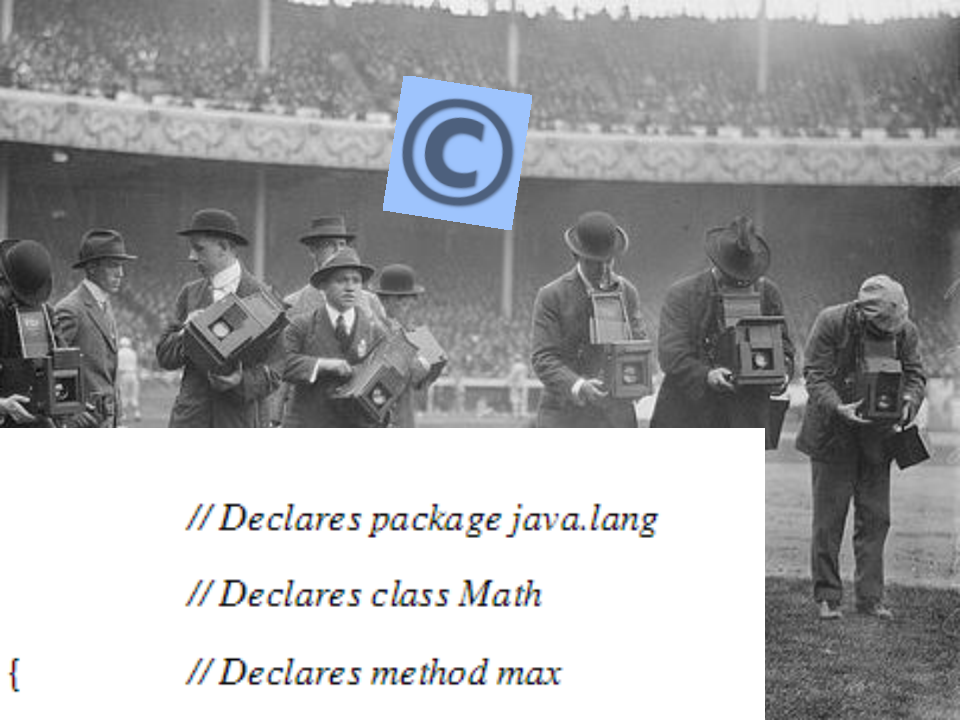 ©
// Declares package java.lang
// Declares class Math
{ // Declares method max